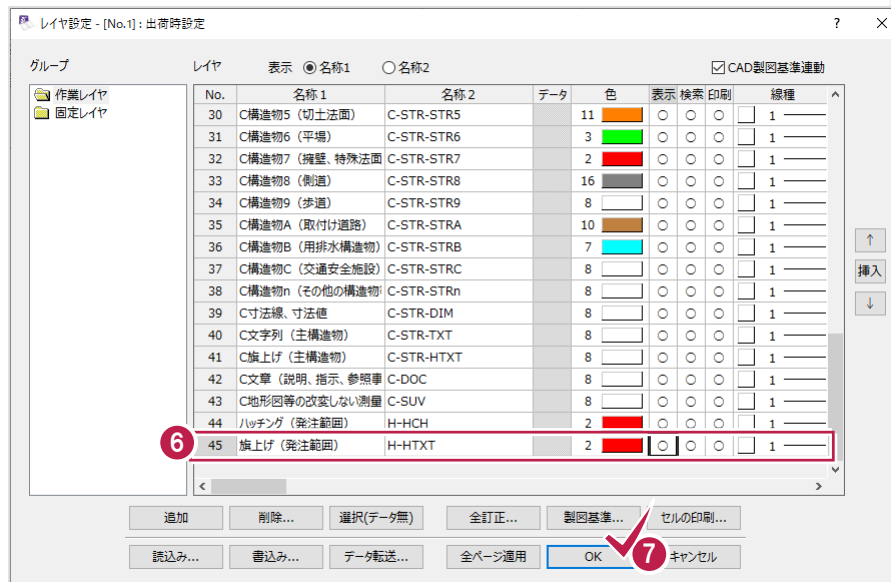 レイヤ設定 - [No.1] : 出荷時設定 ? ×
グループ レイヤ 表示 名称1 名称2 CAD製図基準連動
作業レイヤ
固定レイヤ
No. 名称1 名称2 データ 色 表示 検索 印刷 線種
30 C構造物5（切土法面） C-STR-STR5 11 ○ ○ ○ 1
31 C構造物6（平場） C-STR-STR6 3 ○ ○ ○ 1
32 C構造物7（擁壁、特殊法面 C-STR-STR7 2 ○ ○ ○ 1
33 C構造物8（側道） C-STR-STR8 16 ○ ○ ○ 1
34 C構造物9（歩道） C-STR-STR9 8 ○ ○ ○ 1
35 C構造物A（取付け道路） C-STR-STRA 10 ○ ○ ○ 1
36 C構造物B（用排水構造物） C-STR-STRB 7 ○ ○ ○ 1
37 C構造物C（交通安全施設） C-STR-STRC 8 ○ ○ ○ 1
38 C構造物n（その他の構造物 C-STR-STRn 8 ○ ○ ○ 1
39 C寸法線、寸法値 C-STR-DIM 8 ○ ○ ○ 1
40 C文字列（主構造物） C-STR-TXT 8 ○ ○ ○ 1
41 C旗上げ（主構造物） C-STR-HTXT 8 ○ ○ ○ 1
42 C文章（説明、指示、参照事 C-DOC 8 ○ ○ ○ 1
43 C地形図等の改変しない測量 C-SUV 8 ○ ○ ○ 1
44 ハッチング（発注範囲） H-HCH 2 ○ ○ ○ 1
6 45 旗上げ（発注範囲） H-HTXT 2 ○ ○ ○ 1
↑
挿入
↓
追加 削除... 選択(データ無) 全訂正... 製図基準... セルの印刷...
読込み... 書込み... データ転送... 全ページ適用 OK 7 キャンセル